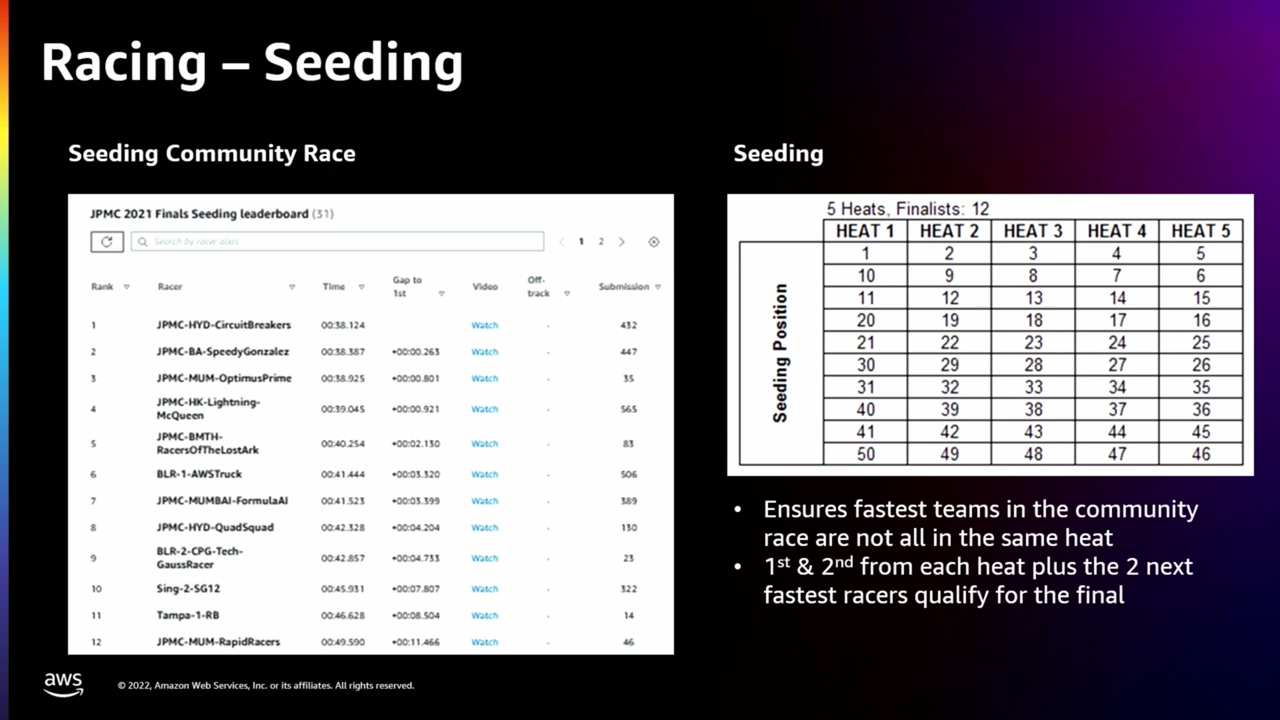 Racing – Seeding
Seeding Community Race
JPMC 2021 Finals Seeding leaderboard (31)
Search by racer alias
1 2
Rank Racer Time Gap to 1st Video Off-track Submission
1 JPMC-HYD-CircuitBreakers 00:38.124 Watch - 432
2 JPMC-BA-SpeedyGonzalez 00:38.387 +00:00.263 Watch - 447
3 JPMC-MUM-OptimusPrime 00:38.925 +00:00.801 Watch - 35
4 JPMC-HK-Lightning-McQueen 00:39.045 +00:00.921 Watch - 565
5 JPMC-BMTH-RacersOfTheLostArk 00:40.254 +00:02.130 Watch - 83
6 BLR-1-AWSTruck 00:41.444 +00:03.320 Watch - 506
7 JPMC-MUMBAI-FormulaAI 00:41.523 +00:03.399 Watch - 389
8 JPMC-HYD-QuadSquad 00:42.328 +00:04.204 Watch - 130
9 BLR-2-CPG-Tech-GaussRacer 00:42.857 +00:04.733 Watch - 23
10 Sing-2-SG12 00:45.931 +00:07.807 Watch - 322
11 Tampa-1-RB 00:46.628 +00:08.504 Watch - 14
12 JPMC-MUM-RapidRacers 00:49.590 +00:11.466 Watch - 46
Seeding
5 Heats, Finalists: 12
HEAT 1 HEAT 2 HEAT 3 HEAT 4 HEAT 5
Seeding Position
1 2 3 4 5
10 9 8 7 6
11 12 13 14 15
20 19 18 17 16
21 22 23 24 25
30 29 28 27 26
31 32 33 34 35
40 39 38 37 36
41 42 43 44 45
50 49 48 47 46
• Ensures fastest teams in the community
race are not all in the same heat
• 1st & 2nd from each heat plus the 2 next
fastest racers qualify for the final
aws
© 2022, Amazon Web Services, Inc. or its affiliates. All rights reserved.